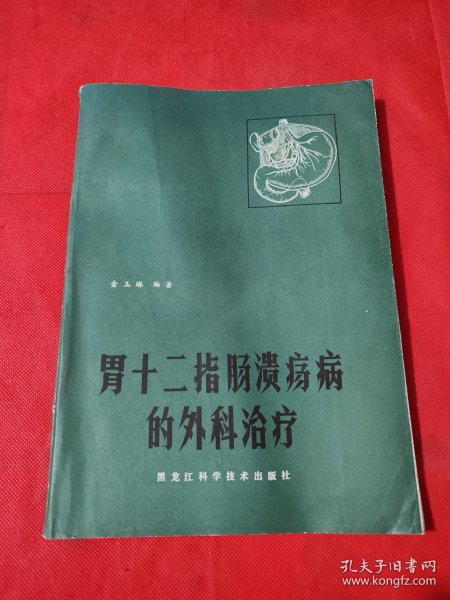 金玉琳 编著
胃十二指肠溃疡病
的外科治疗
黑龙江科学技术出版社
孔夫子旧书网
www.kongfz.com